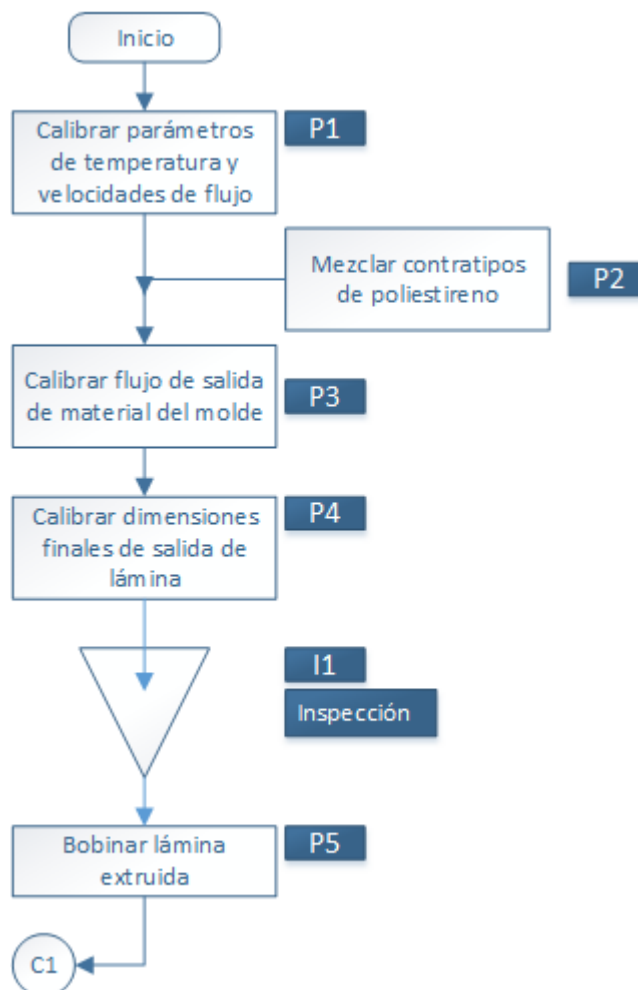 Inicio
Calibrar parámetros
de temperatura y
velocidades de flujo
P1
Mezclar contratipos
de poliestireno
P2
Calibrar flujo de salida
de material del molde
P3
Calibrar dimensiones
finales de salida de
lámina
P4
I1
Inspección
Bobinar lámina
extruida
P5
C1